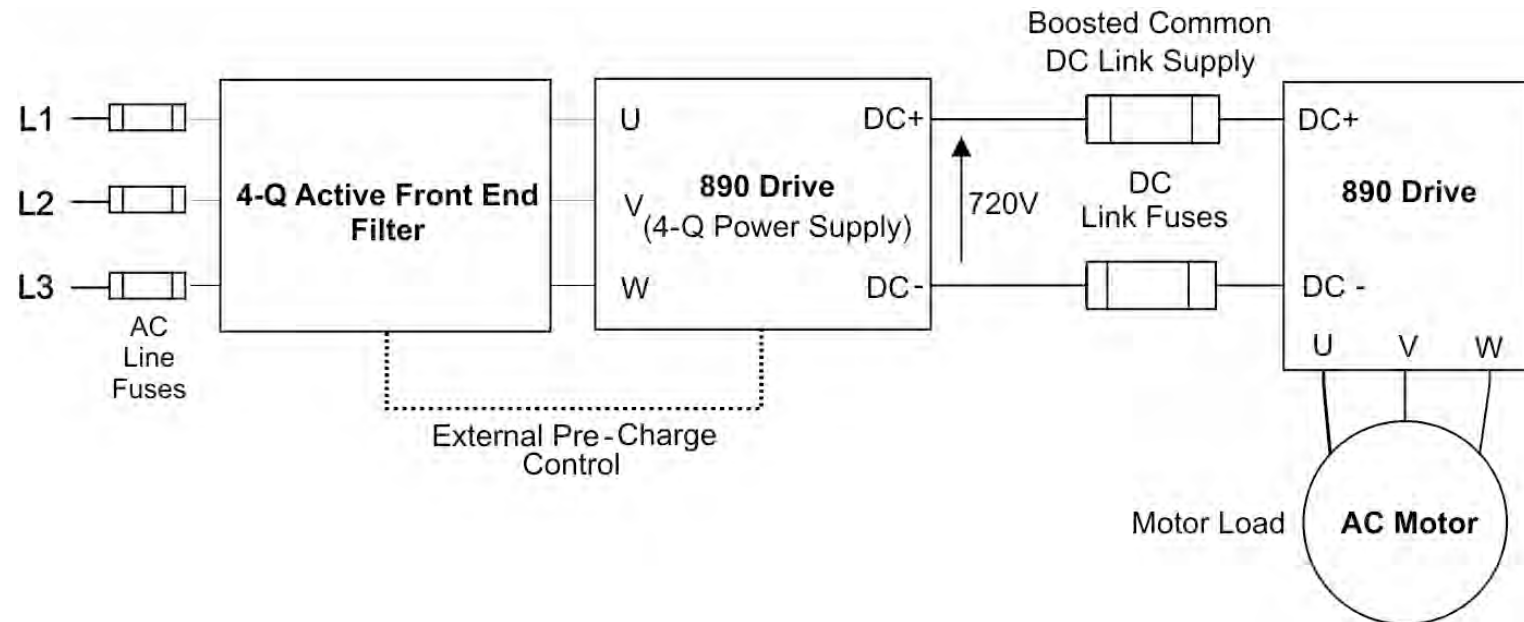 Boosted Common
DC Link Supply
L1
L2
L3
AC
Line
Fuses
4-Q Active Front End
Filter
U
V
W
890 Drive
(4-Q Power Supply)
DC+
DC-
720V
DC
Link Fuses
DC+
890 Drive
DC -
U V W
External Pre-Charge
Control
Motor Load
AC Motor